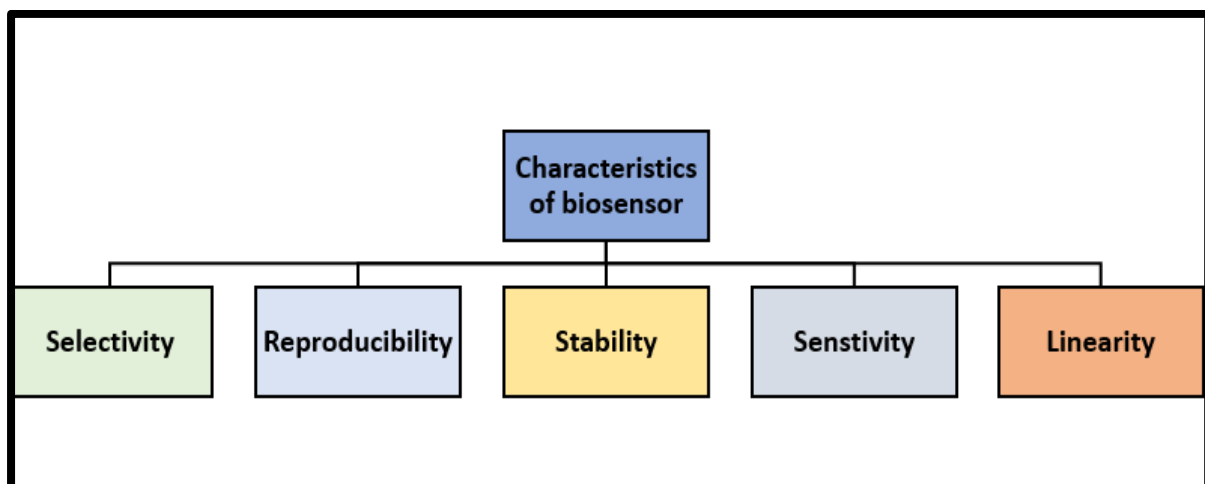 Characteristics
of biosensor
Selectivity
Reproducibility
Stability
Senstivity
Linearity